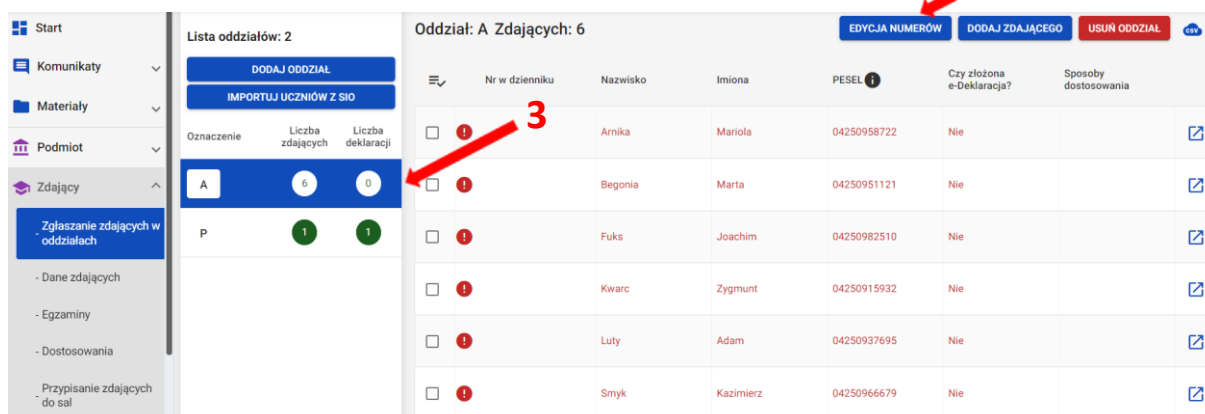 Start
Komunikaty
Materiały
Podmiot
Zdający
- Zgłaszanie zdających w
oddziałach
- Dane zdających
- Egzaminy
- Dostosowania
- Przypisanie zdających
do sal
Lista oddziałów: 2
DODAJ ODDZIAŁ
IMPORTUJ UCZNIÓW Z SIO
Oznaczenie Liczba zdających Liczba deklaracji
A 6 0
P 1 1
3
Oddział: A Zdających: 6
EDYCJA NUMERÓW DODAJ ZDAJĄCEGO USUŃ ODDZIAŁ CSV
Nr w dzienniku Nazwisko Imiona PESEL Czy złożona e-Deklaracja? Sposoby dostosowania
Arnika Mariola 04250958722 Nie
Begonia Marta 04250951121 Nie
Fuks Joachim 04250982510 Nie
Kwarc Zygmunt 04250915932 Nie
Luty Adam 04250937695 Nie
Smyk Kazimierz 04250966679 Nie